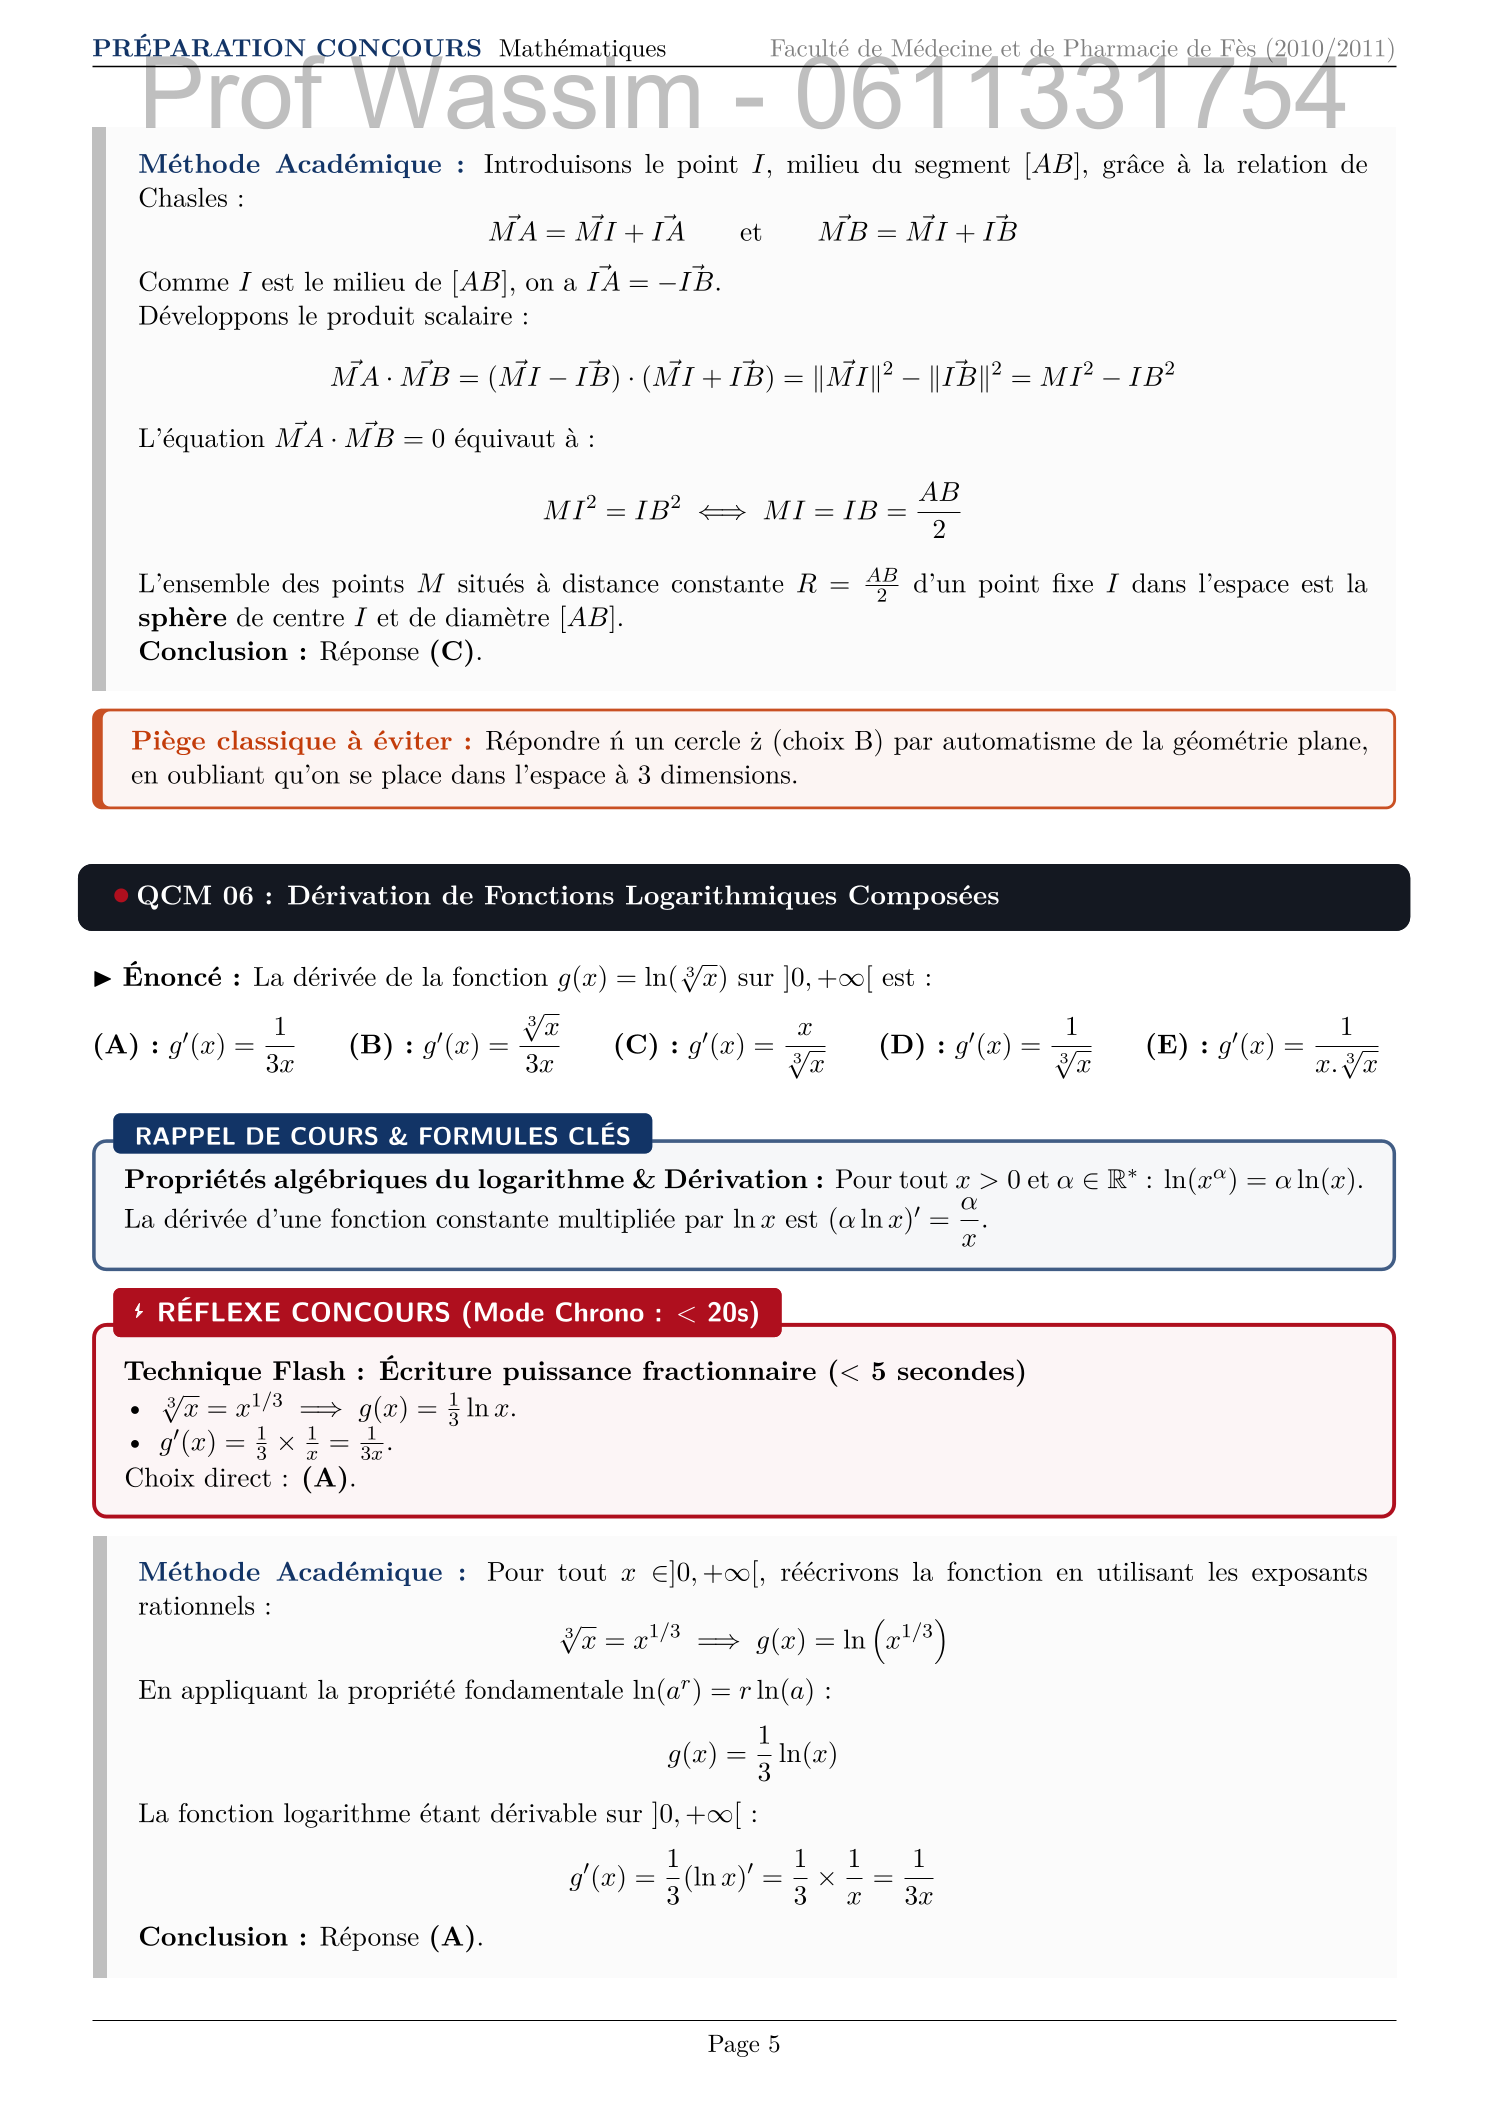 PRÉPARATION CONCOURS Mathématiques Faculté de Médecine et de Pharmacie de Fès (2010/2011)
Prof Wassim - 0611331754
Méthode Académique : Introduisons le point I, milieu du segment [AB], grâce à la relation de
Chasles :
M⃗A = M⃗I + I⃗A et M⃗B = M⃗I + I⃗B
Comme I est le milieu de [AB], on a I⃗A = −I⃗B.
Développons le produit scalaire :
M⃗A · M⃗B = (M⃗I − I⃗B) · (M⃗I + I⃗B) = ‖M⃗I‖² − ‖I⃗B‖² = MI² − IB²
L'équation M⃗A · M⃗B = 0 équivaut à :
MI² = IB² ⟺ MI = IB = AB/2
L'ensemble des points M situés à distance constante R = AB/2 d'un point fixe I dans l'espace est la
sphère de centre I et de diamètre [AB].
Conclusion : Réponse (C).
Piège classique à éviter : Répondre ń un cercle ż (choix B) par automatisme de la géométrie plane,
en oubliant qu'on se place dans l'espace à 3 dimensions.
QCM 06 : Dérivation de Fonctions Logarithmiques Composées
▶ Énoncé : La dérivée de la fonction g(x) = ln(∛x) sur ]0, +∞[ est :
(A) : g′(x) = 1/3x (B) : g′(x) = ∛x/3x (C) : g′(x) = x/∛x (D) : g′(x) = 1/∛x (E) : g′(x) = 1/x.∛x
RAPPEL DE COURS & FORMULES CLÉS
Propriétés algébriques du logarithme & Dérivation : Pour tout x > 0 et α ∈ ℝ* : ln(x^α) = α ln(x).
La dérivée d'une fonction constante multipliée par ln x est (α ln x)′ = α/x.
RÉFLEXE CONCOURS (Mode Chrono : < 20s)
Technique Flash : Écriture puissance fractionnaire (< 5 secondes)
• ∛x = x^1/3 ⟹ g(x) = 1/3 ln x.
• g′(x) = 1/3 × 1/x = 1/3x.
Choix direct : (A).
Méthode Académique : Pour tout x ∈]0, +∞[, réécrivons la fonction en utilisant les exposants
rationnels :
∛x = x^1/3 ⟹ g(x) = ln(x^1/3)
En appliquant la propriété fondamentale ln(a^r) = r ln(a) :
g(x) = 1/3 ln(x)
La fonction logarithme étant dérivable sur ]0, +∞[ :
g′(x) = 1/3 (ln x)′ = 1/3 × 1/x = 1/3x
Conclusion : Réponse (A).
Page 5